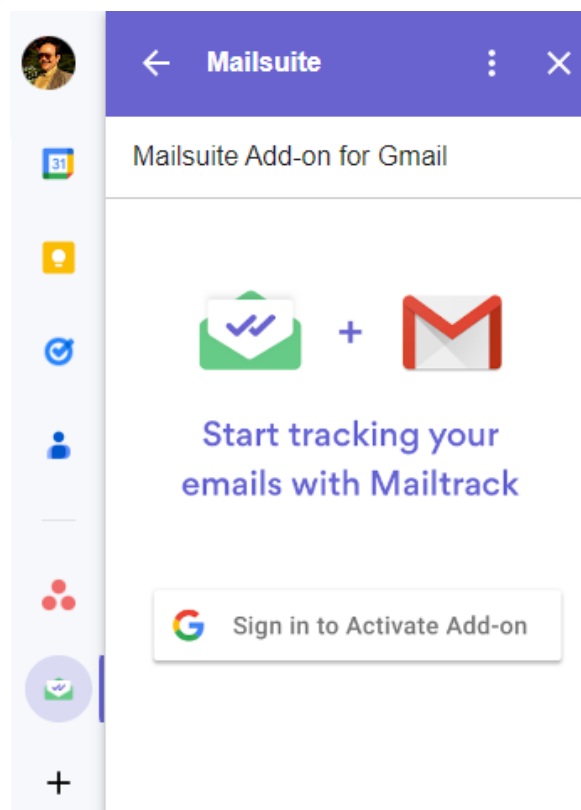 Mailsuite
31
Mailsuite Add-on for Gmail
+
Start tracking your
emails with Mailtrack
G Sign in to Activate Add-on